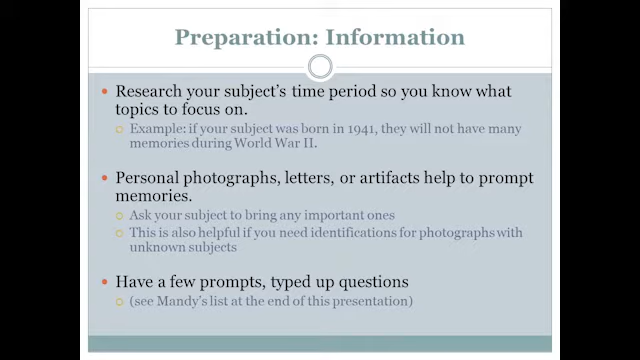 Preparation: Information
Research your subject's time period so you know what
topics to focus on.
Example: if your subject was born in 1941, they will not have many
memories during World War II.
Personal photographs, letters, or artifacts help to prompt
memories.
Ask your subject to bring any important ones
This is also helpful if you need identifications for photographs with
unknown subjects
Have a few prompts, typed up questions
(see Mandy's list at the end of this presentation)